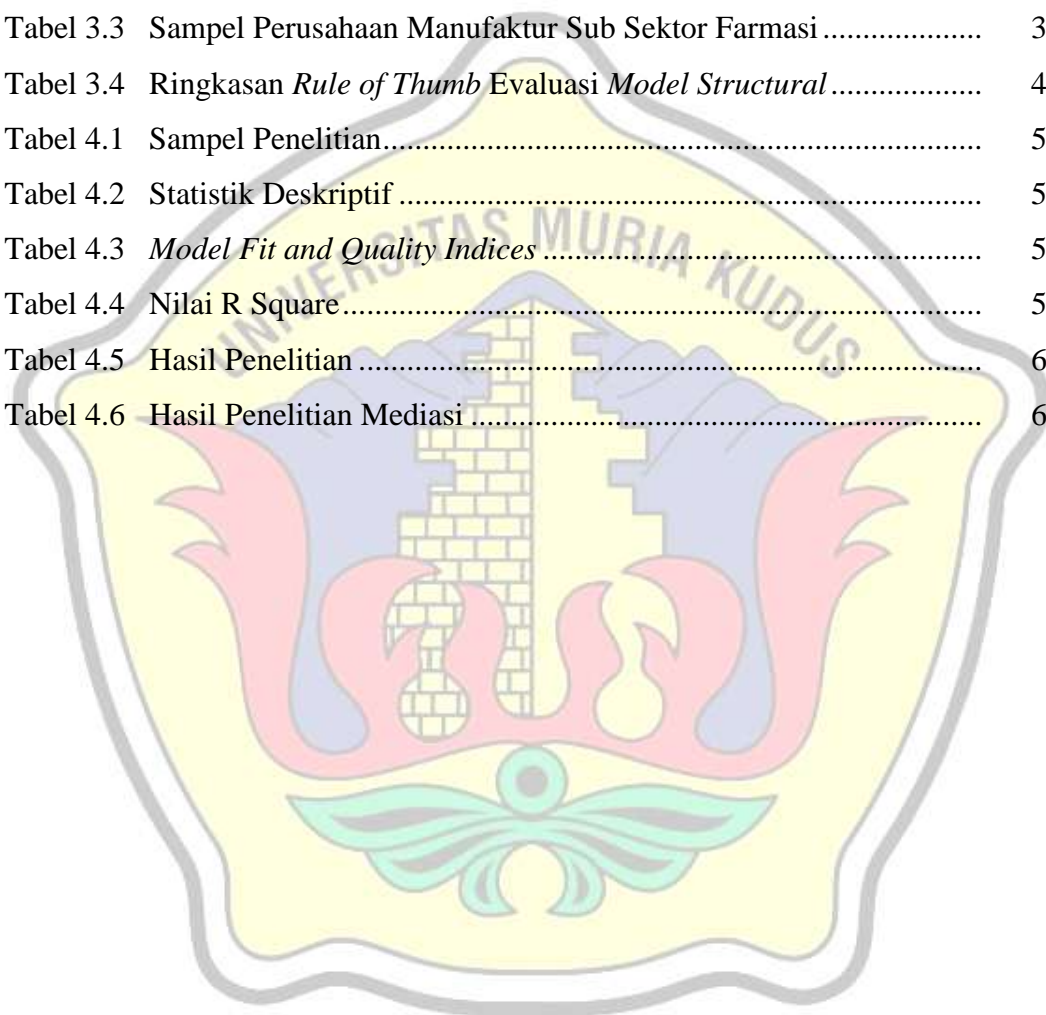 Tabel 3.3 Sampel Perusahaan Manufaktur Sub Sektor Farmasi ................... 3
Tabel 3.4 Ringkasan Rule of Thumb Evaluasi Model Structural .................. 4
Tabel 4.1 Sampel Penelitian........................................................................ 5
Tabel 4.2 Statistik Deskriptif ...................................................................... 5
Tabel 4.3 Model Fit and Quality Indices ..................................................... 5
Tabel 4.4 Nilai R Square............................................................................. 5
Tabel 4.5 Hasil Penelitian ........................................................................... 6
Tabel 4.6 Hasil Penelitian Mediasi .............................................................. 6
UNIVERSITAS MURIA KUDUS